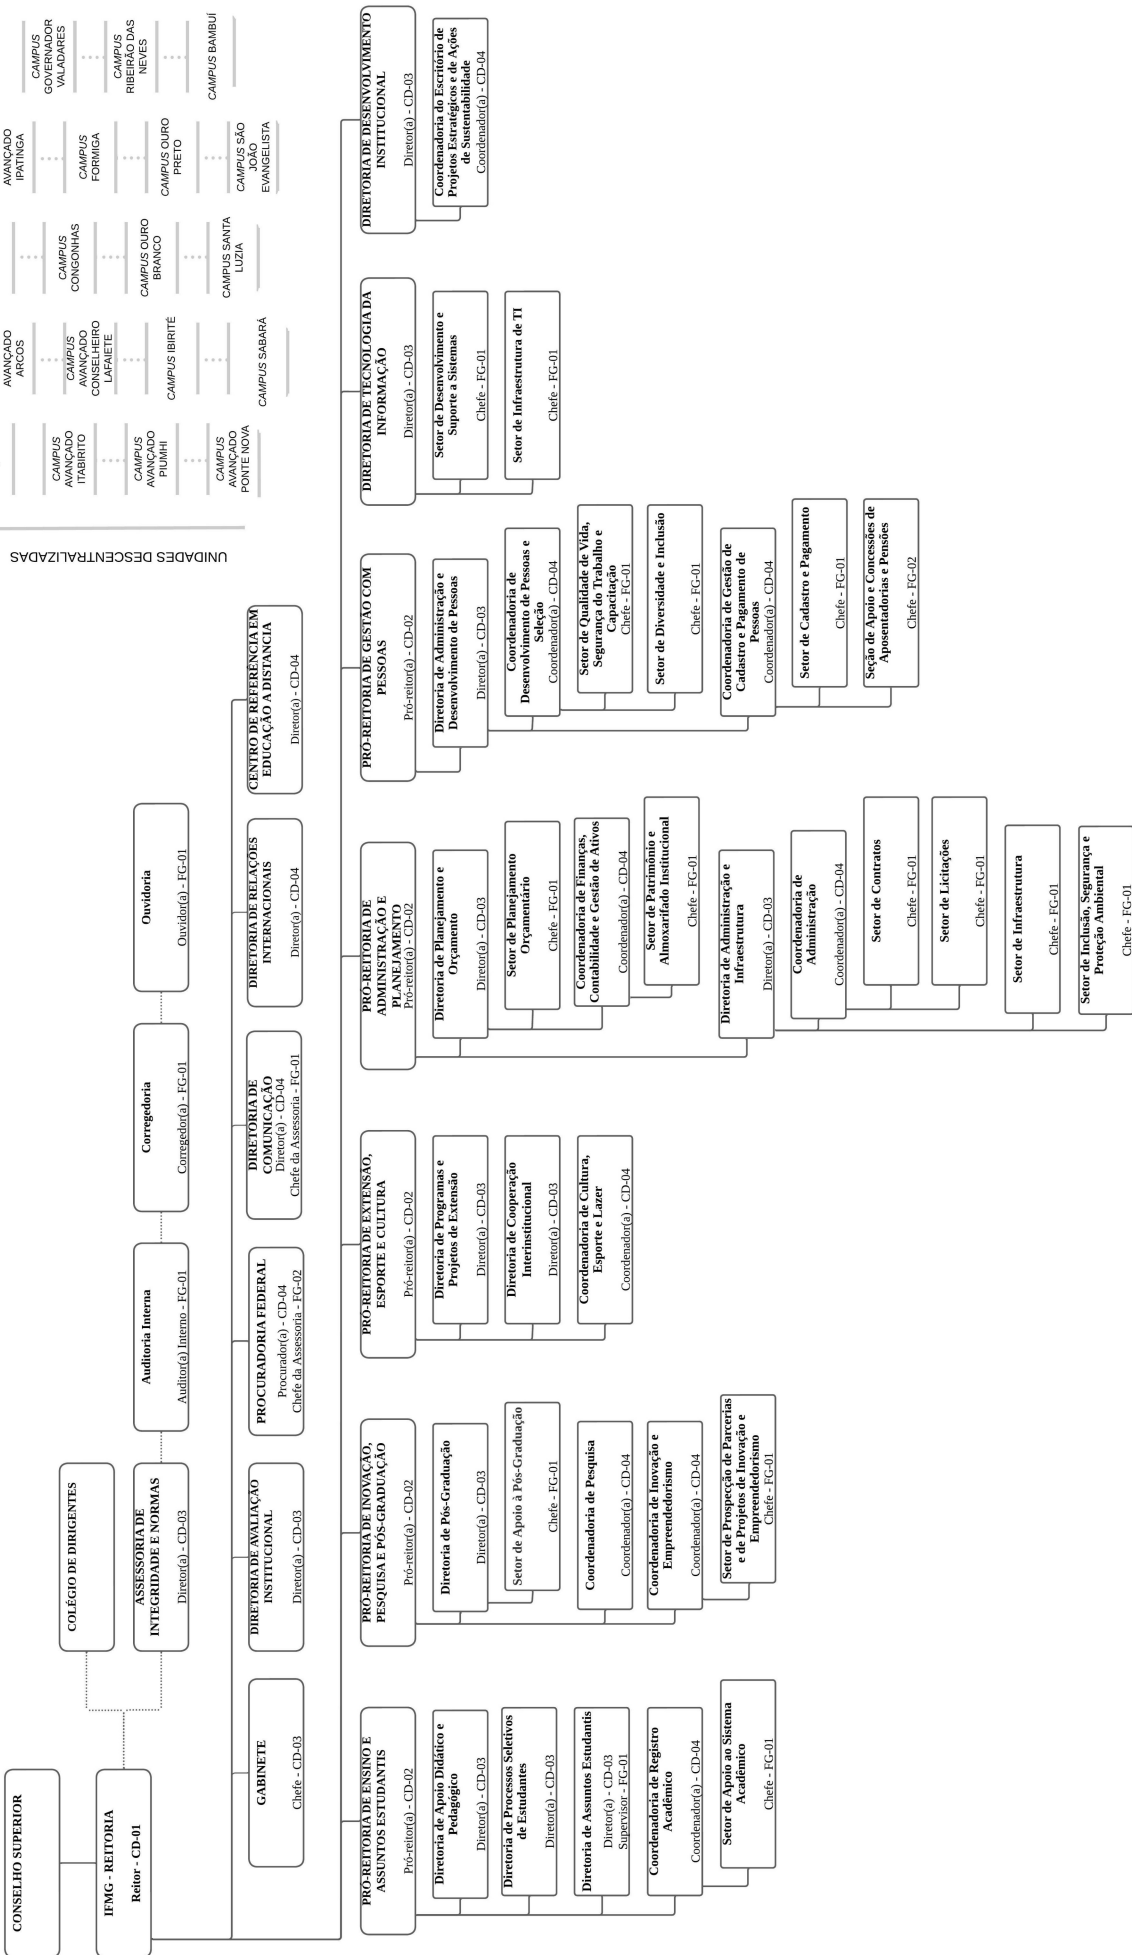 CONSELHO SUPERIOR
IFMG - REITORIA
Reitor - CD-01
COLÉGIO DE DIRIGENTES
ASSESSORIA DE
INTEGRIDADE E NORMAS
Diretor(a) - CD-03
Auditoria Interna
Auditor(a) Interno - FG-01
Corregedoria
Corregedor(a) - FG-01
Ouvidoria
Ouvidor(a) - FG-01
GABINETE
Chefe - CD-03
DIRETORIA DE AVALIAÇÃO
INSTITUCIONAL
Diretor(a) - CD-03
PROCURADORIA FEDERAL
Procurador(a) - CD-04
Chefe da Assessoria - FG-02
DIRETORIA DE
COMUNICAÇÃO
Diretor(a) - CD-04
Chefe da Assessoria - FG-01
DIRETORIA DE RELAÇÕES
INTERNACIONAIS
Diretor(a) - CD-04
CENTRO DE REFERÊNCIA EM
EDUCAÇÃO A DISTANCIA
Diretor(a) - CD-04
PRÓ-REITORIA DE ENSINO E
ASSUNTOS ESTUDANTIS
Pró-reitor(a) - CD-02
Diretoria de Apoio Didático e
Pedagógico
Diretor(a) - CD-03
Diretoria de Processos Seletivos
de Estudantes
Diretor(a) - CD-03
Diretoria de Assuntos Estudantis
Diretor(a) - CD-03
Supervisor - FG-01
Coordenadoria de Registro
Acadêmico
Coordenador(a) - CD-04
Setor de Apoio ao Sistema
Acadêmico
Chefe - FG-01
PRÓ-REITORIA DE INOVAÇÃO,
PESQUISA E PÓS-GRADUAÇÃO
Pró-reitor(a) - CD-02
Diretoria de Pós-Graduação
Diretor(a) - CD-03
Setor de Apoio à Pós-Graduação
Chefe - FG-01
Coordenadoria de Pesquisa
Coordenador(a) - CD-04
Coordenadoria de Inovação e
Empreendedorismo
Coordenador(a) - CD-04
Setor de Prospecção de Parcerias
e de Projetos de Inovação e
Empreendedorismo
Chefe - FG-01
PRÓ-REITORIA DE EXTENSÃO,
ESPORTE E CULTURA
Pró-reitor(a) - CD-02
Diretoria de Programas e
Projetos de Extensão
Diretor(a) - CD-03
Diretoria de Cooperação
Interinstitucional
Diretor(a) - CD-03
Coordenadoria de Cultura,
Esporte e Lazer
Coordenador(a) - CD-04
PRÓ-REITORIA DE
ADMINISTRAÇÃO E
PLANEJAMENTO
Pró-reitor(a) - CD-02
Diretoria de Planejamento e
Orçamento
Diretor(a) - CD-03
Setor de Planejamento
Orçamentário
Chefe - FG-01
Coordenadoria de Finanças,
Contabilidade e Gestão de Ativos
Coordenador(a) - CD-04
Setor de Patrimônio e
Almoxarifado Institucional
Chefe - FG-01
Diretoria de Administração e
Infraestrutura
Diretor(a) - CD-03
Coordenadoria de
Administração
Coordenador(a) - CD-04
Setor de Contratos
Chefe - FG-01
Setor de Licitações
Chefe - FG-01
Setor de Infraestrutura
Chefe - FG-01
Setor de Inclusão, Segurança e
Proteção Ambiental
Chefe - FG-01
PRÓ-REITORIA DE GESTÃO COM
PESSOAS
Pró-reitor(a) - CD-02
Diretoria de Administração e
Desenvolvimento de Pessoas
Diretor(a) - CD-03
Coordenadoria de
Desenvolvimento de Pessoas e
Seleção
Coordenador(a) - CD-04
Setor de Qualidade de Vida,
Segurança do Trabalho e
Capacitação
Chefe - FG-01
Setor de Diversidade e Inclusão
Chefe - FG-01
Coordenadoria de Gestão de
Cadastro e Pagamento de
Pessoas
Coordenador(a) - CD-04
Setor de Cadastro e Pagamento
Chefe - FG-01
Seção de Apoio e Concessões de
Aposentadorias e Pensões
Chefe - FG-02
DIRETORIA DE TECNOLOGIA DA
INFORMAÇÃO
Diretor(a) - CD-03
Setor de Desenvolvimento e
Suporte a Sistemas
Chefe - FG-01
Setor de Infraestrutura de TI
Chefe - FG-01
DIRETORIA DE DESENVOLVIMENTO
INSTITUCIONAL
Diretor(a) - CD-03
Coordenadoria do Escritório de
Projetos Estratégicos e de Ações
de Sustentabilidade
Coordenador(a) - CD-04
UNIDADES DESCENTRALIZADAS
CAMPUS
AVANÇADO
ITABIRITO
CAMPUS
AVANÇADO
PIUMHI
CAMPUS
AVANÇADO
PONTE NOVA
AVANÇADO
ARCOS
CAMPUS
AVANÇADO
CONSELHEIRO
LAFAIETE
CAMPUS IBIRITÉ
CAMPUS SABARÁ
CAMPUS
CONGONHAS
CAMPUS OURO
BRANCO
CAMPUS SANTA
LUZIA
AVANÇADO
IPATINGA
CAMPUS
FORMIGA
CAMPUS OURO
PRETO
CAMPUS SÃO
JOÃO
EVANGELISTA
CAMPUS
GOVERNADOR
VALADARES
CAMPUS
RIBEIRÃO DAS
NEVES
CAMPUS BAMBUÍ